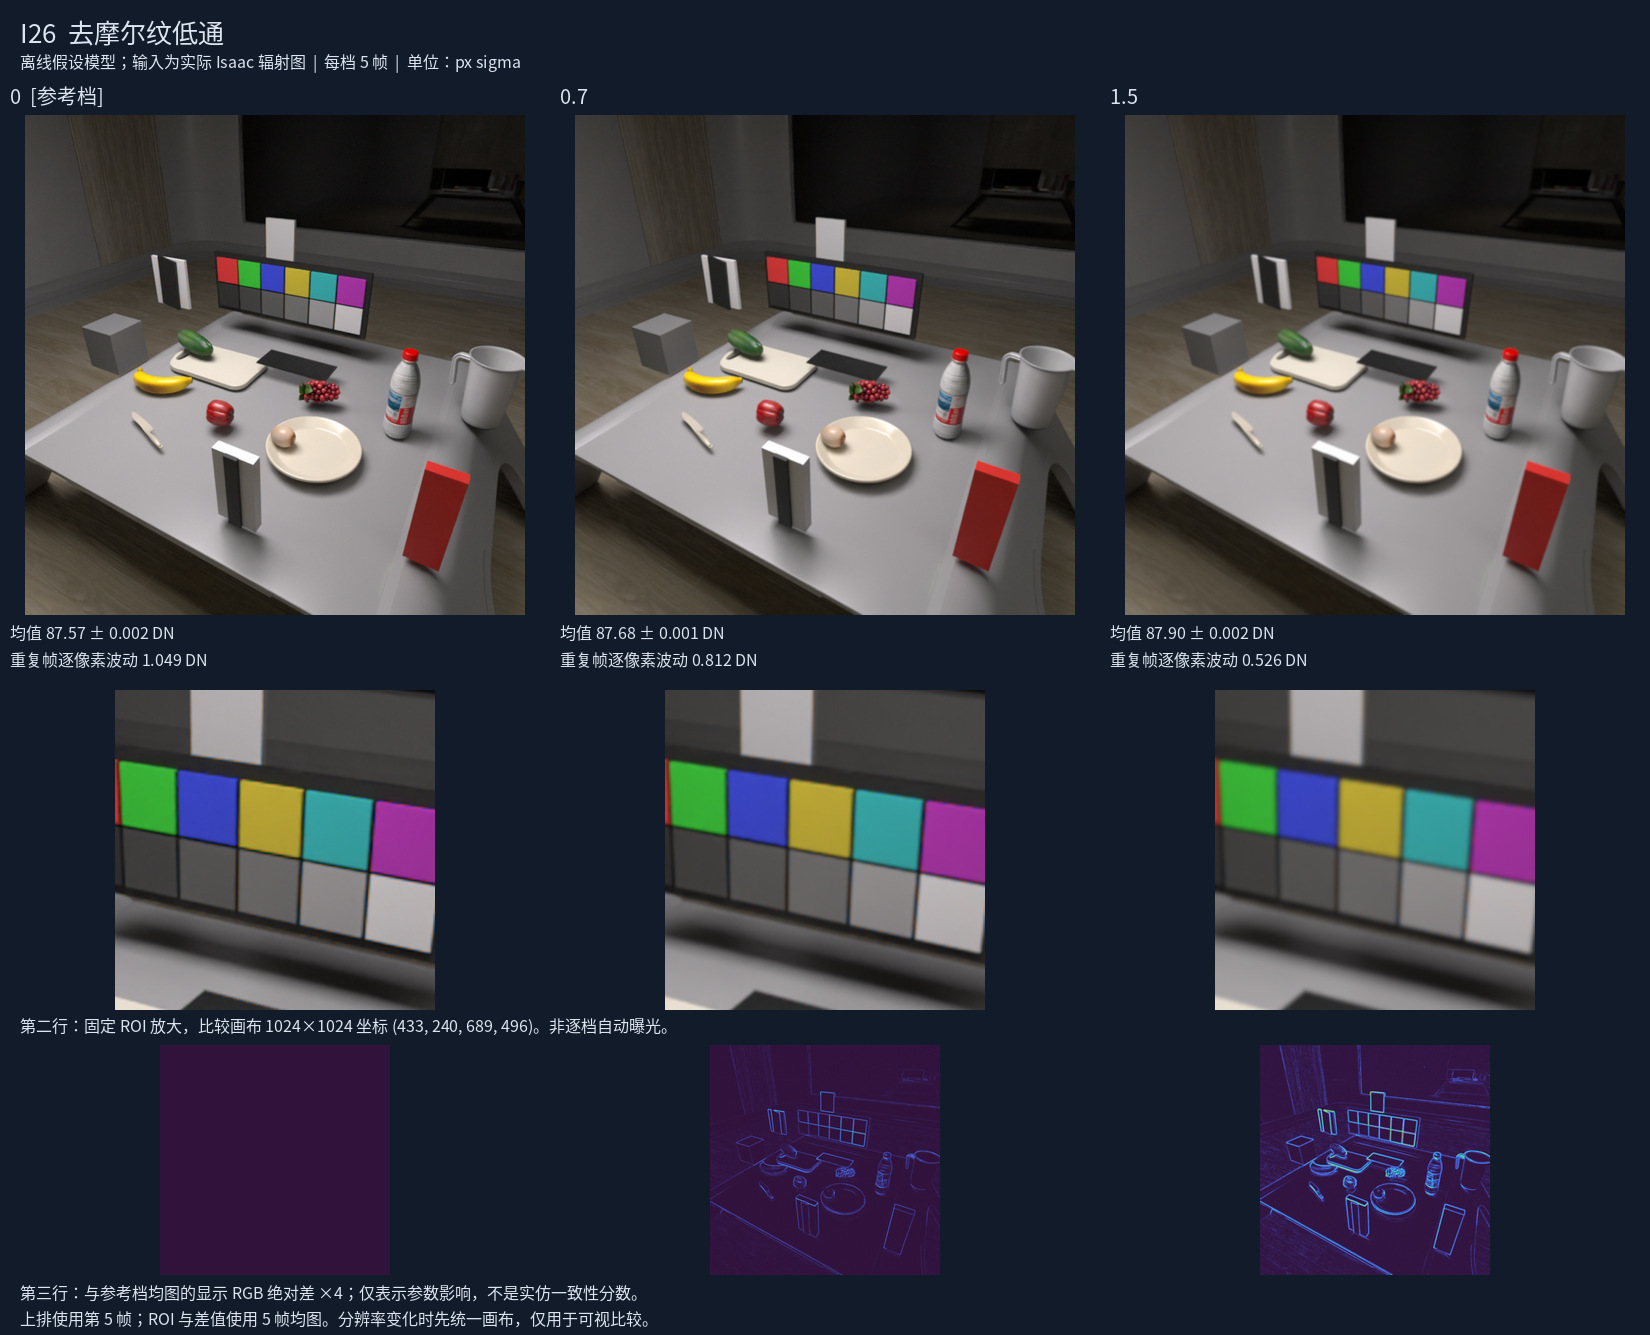 I26 去摩尔纹低通
离线假设模型；输入为实际 Isaac 辐射图 | 每档 5 帧 | 单位：px sigma
0 [参考档]
0.7
1.5
均值 87.57 ± 0.002 DN
重复帧逐像素波动 1.049 DN
均值 87.68 ± 0.001 DN
重复帧逐像素波动 0.812 DN
均值 87.90 ± 0.002 DN
重复帧逐像素波动 0.526 DN
第二行：固定 ROI 放大，比较画布 1024×1024 坐标 (433, 240, 689, 496)。非逐档自动曝光。
第三行：与参考档均图的显示 RGB 绝对差 ×4；仅表示参数影响，不是实仿一致性分数。
上排使用第 5 帧；ROI 与差值使用 5 帧均图。分辨率变化时先统一画布，仅用于可视比较。